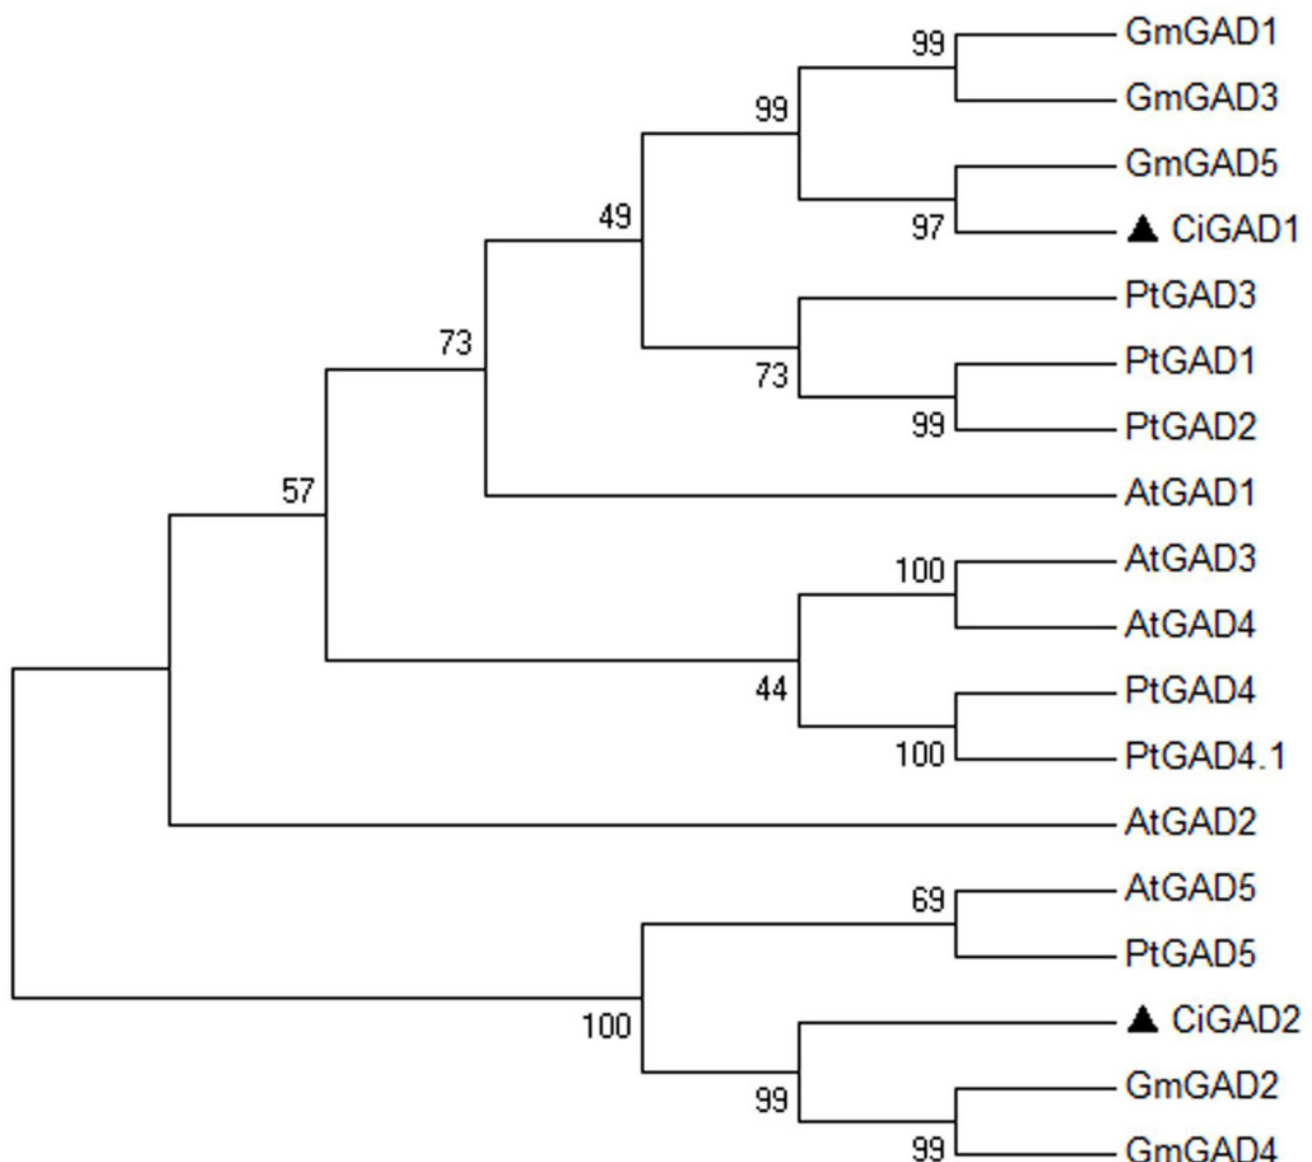 GmGAD1
99
GmGAD3
99
GmGAD5
49
97
▲ CiGAD1
PtGAD3
73
73
PtGAD1
99
PtGAD2
57
AtGAD1
100
AtGAD3
AtGAD4
44
PtGAD4
100
PtGAD4.1
AtGAD2
69
AtGAD5
PtGAD5
100
▲ CiGAD2
99
GmGAD2
99
GmGAD4